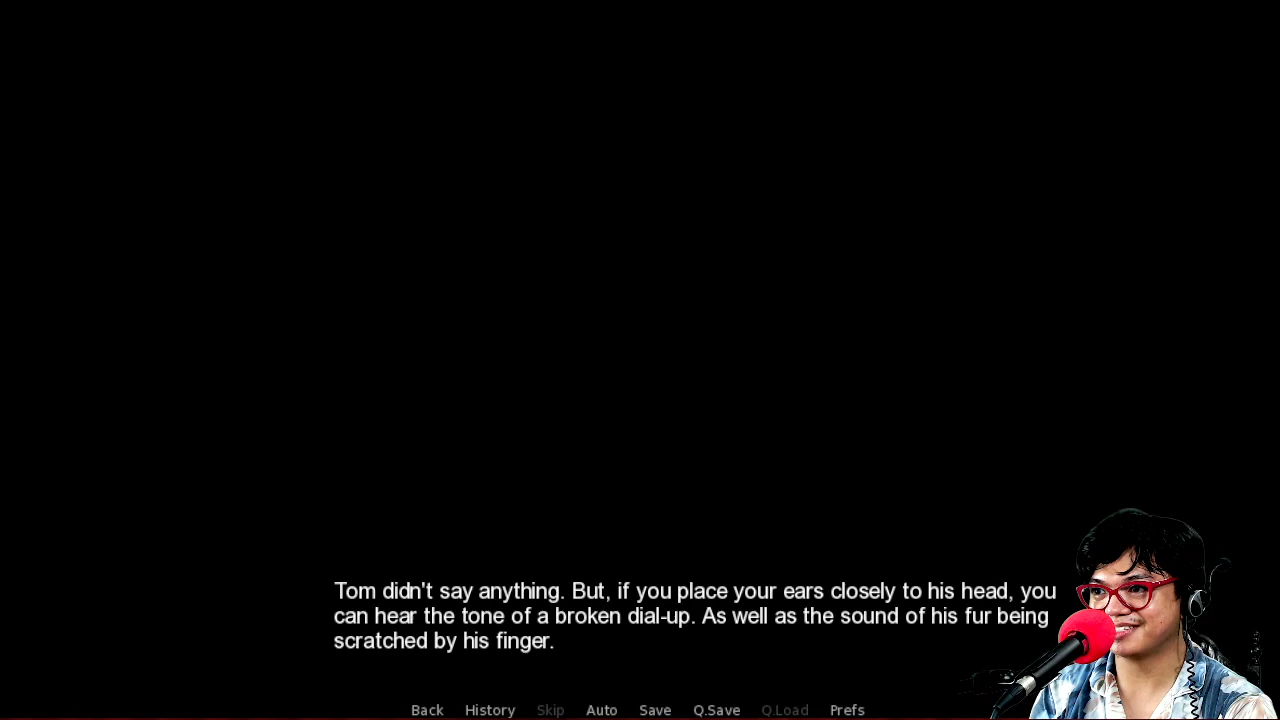 Tom didn't say anything. But, if you place your ears closely to his head, you
can hear the tone of a broken dial-up. As well as the sound of his fur being
scratched by his finger.
Back History Skip Auto Save Q.Save Q.Load Prefs